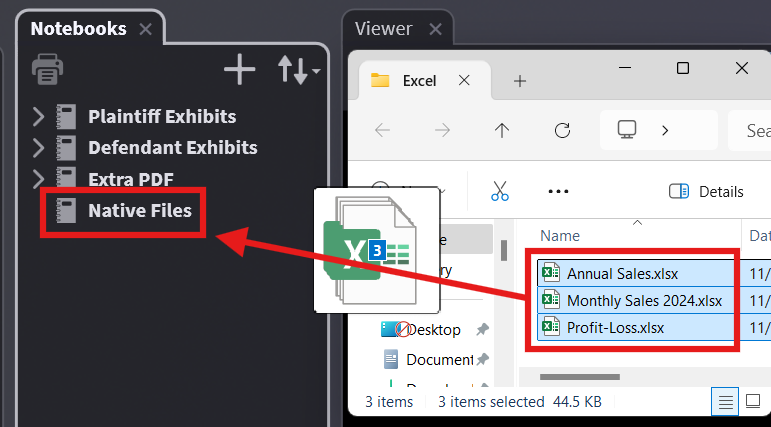 Notebooks
Viewer
Plaintiff Exhibits
Defendant Exhibits
Extra PDF
Native Files
X
3
Excel
Sea
Details
Name
Dat
Annual Sales.xlsx
11/
Monthly Sales 2024.xlsx
11/
Profit-Loss.xlsx
11/
Desktop
Document
3 items
3 items selected
44.5 KB